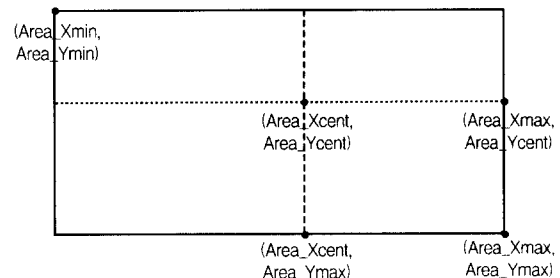 (Area_Xmin,
Area_Ymin)
(Area_Xcent,
Area_Ycent)
(Area_Xmax,
Area_Ycent)
(Area_Xcent,
Area_Ymax)
(Area_Xmax,
Area_Ymax)